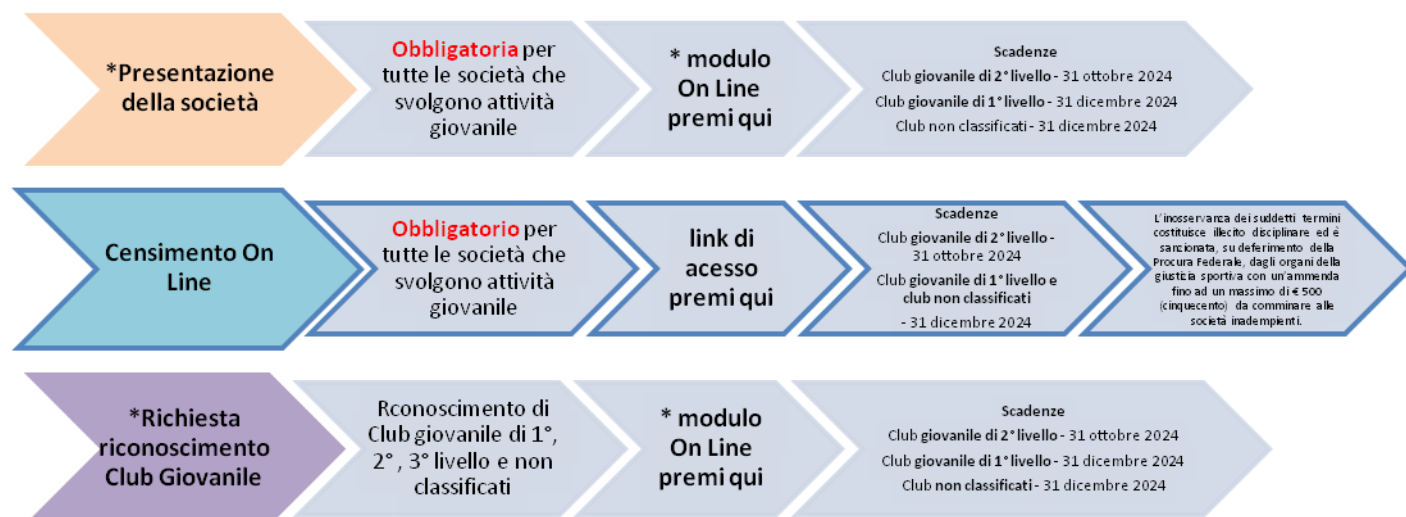 *Presentazione
della società
Obbligatoria per
tutte le società che
svolgono attività
giovanile
* modulo
On Line
premi qui
Scadenze
Club giovanile di 2° livello - 31 ottobre 2024
Club giovanile di 1° livello - 31 dicembre 2024
Club non classificati - 31 dicembre 2024
Censimento On
Line
Obbligatorio per
tutte le società che
svolgono attività
giovanile
link di
acesso
premi qui
Scadenze
Club giovanile di 2° livello -
31 ottobre 2024
Club giovanile di 1° livello e
club non classificati
- 31 dicembre 2024
L'inosservanza dei suddetti termini
costituisce illecito disciplinare ed è
sancionata, su deferimento della
Procura Federale, dagli organi della
giustizia sportiva con un'ammenda
fino ad un massimo di € 500
(cinquecento) da comminare alle
società inadempienti.
*Richiesta
riconoscimento
Club Giovanile
Rconoscimento di
Club giovanile di 1°,
2° , 3° livello e non
classificati
* modulo
On Line
premi qui
Scadenze
Club giovanile di 2° livello - 31 ottobre 2024
Club giovanile di 1° livello - 31 dicembre 2024
Club non classificati - 31 dicembre 2024